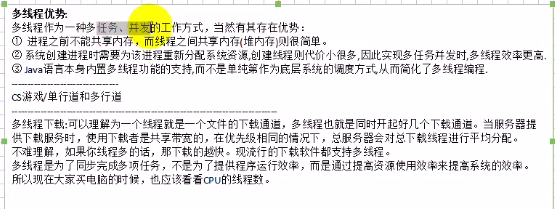 多线程优势:
多线程作为一种多任务、并发的工作方式，当然有其存在优势：
① 进程之前不能共享内存，而线程之间共享内存(堆内存)则很简单。
② 系统创建进程时需要为该进程重新分配系统资源,创建线程则代价小很多,因此实现多任务并发时,多线程效率更高.
③ Java语言本身内置多线程功能的支持,而不是单纯第作为底层系统的调度方式,从而简化了多线程编程.
------------------------
CS游戏/单行道和多行道
------------------------------------------------------------
多线程下载:可以理解为一个线程就是一个文件的下载通道，多线程也就是同时开起好几个下载通道。当服务器提
供下载服务时，使用下载者是共享带宽的，在优先级相同的情况下，总服务器会对总下载线程进行平均分配。
不难理解，如果你线程多的话，那下载的越快。现流行的下载软件都支持多线程。
多线程是为了同步完成多项任务，不是为了提供程序运行效率，而是通过提高资源使用效率来提高系统的效率。
所以现在大家买电脑的时候，也应该看看CPU的线程数。